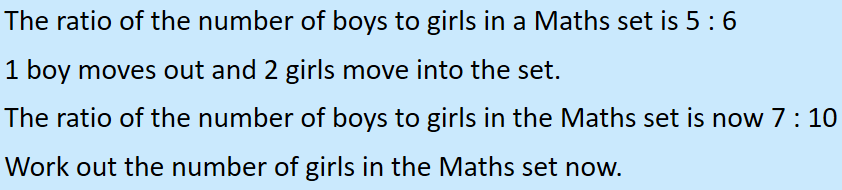 The ratio of the number of boys to girls in a Maths set is 5 : 6
1 boy moves out and 2 girls move into the set.
The ratio of the number of boys to girls in the Maths set is now 7 : 10
Work out the number of girls in the Maths set now.